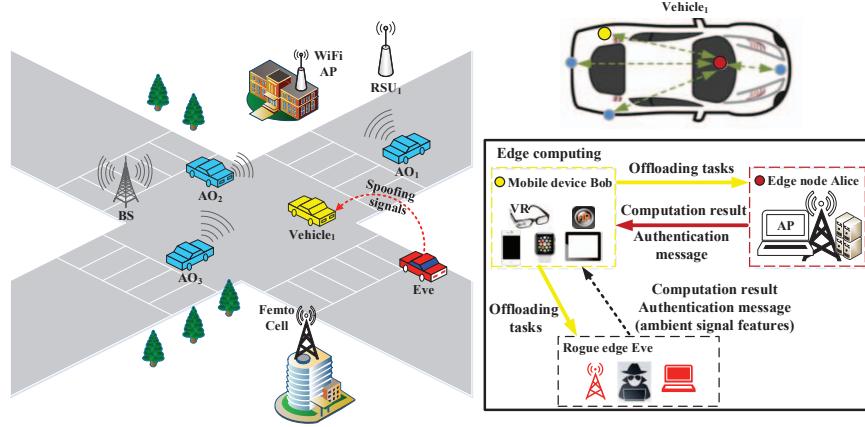 Vehicle₁
WiFi
AP
RSU₁
AO₁
AO₂
BS
Spoofing
signals
Vehicle₁
AO₃
Eve
Femto
Cell
Edge computing
Mobile device Bob
Offloading tasks
Edge node Alice
VR
Computation result
Authentication
message
AP
Offloading
tasks
Computation result
Authentication message
(ambient signal features)
Rogue edge Eve